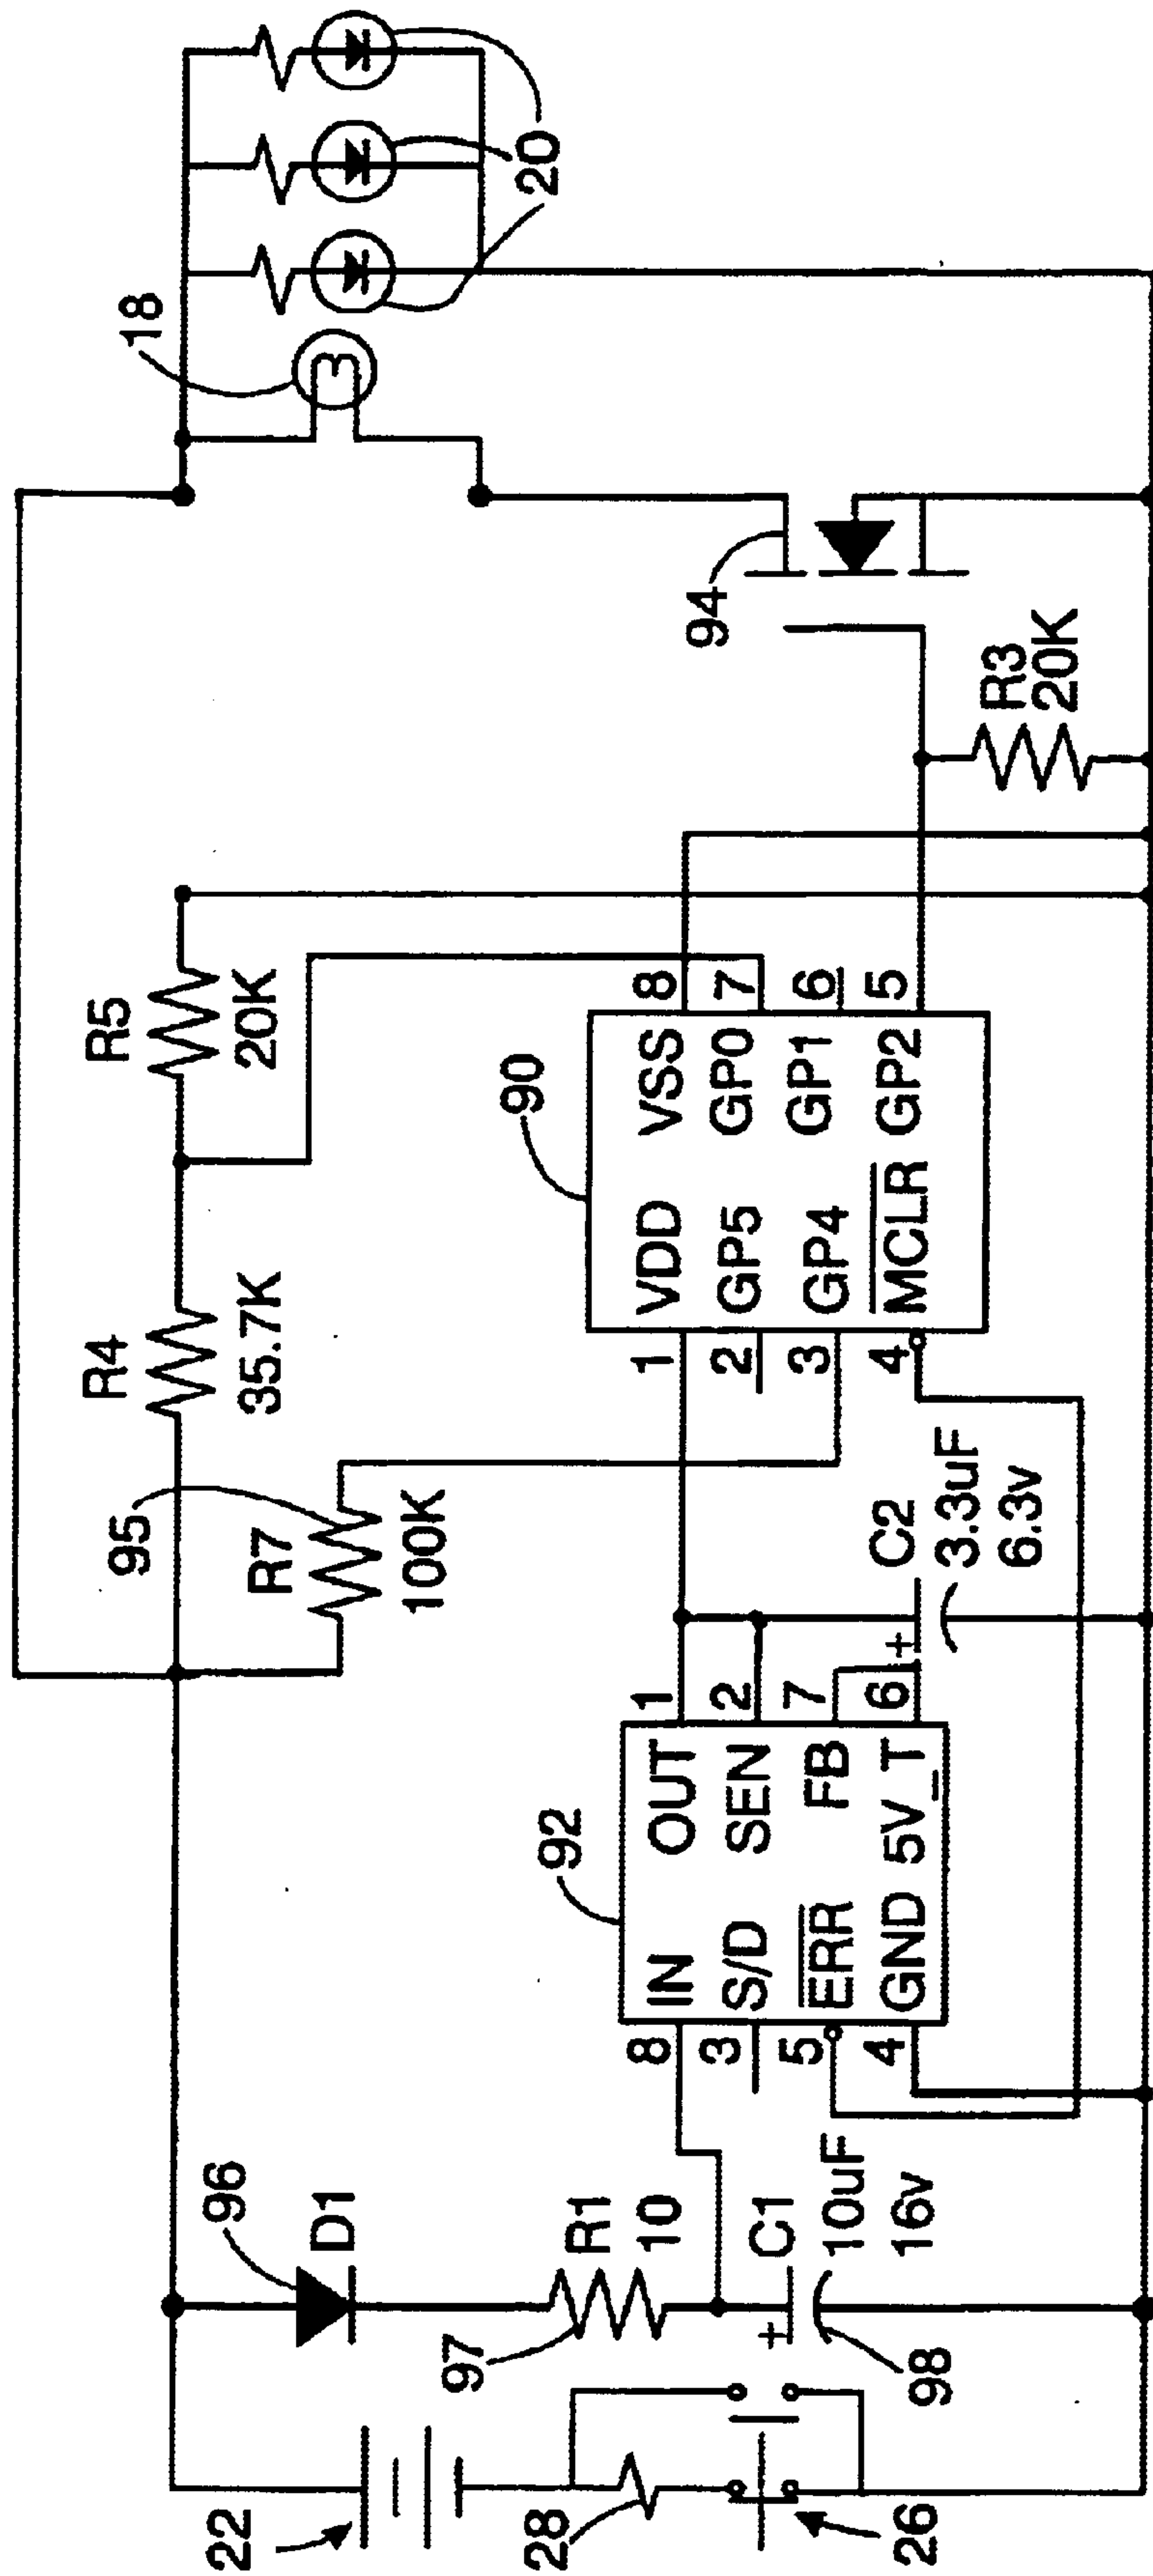 22
28
26
96
D1
97
R1
10
+
C1
10uF
16v
98
92
8
IN
OUT
1
3
S/D
SEN
2
5
ERR
FB
7
4
GND
5V_T
6
+
C2
3.3uF
6.3v
95
R7
100K
R4
35.7K
R5
20K
90
1
VDD
VSS
8
2
GP5
GP0
7
3
GP4
GP1
6
4
MCLR
GP2
5
94
R3
20K
18
20